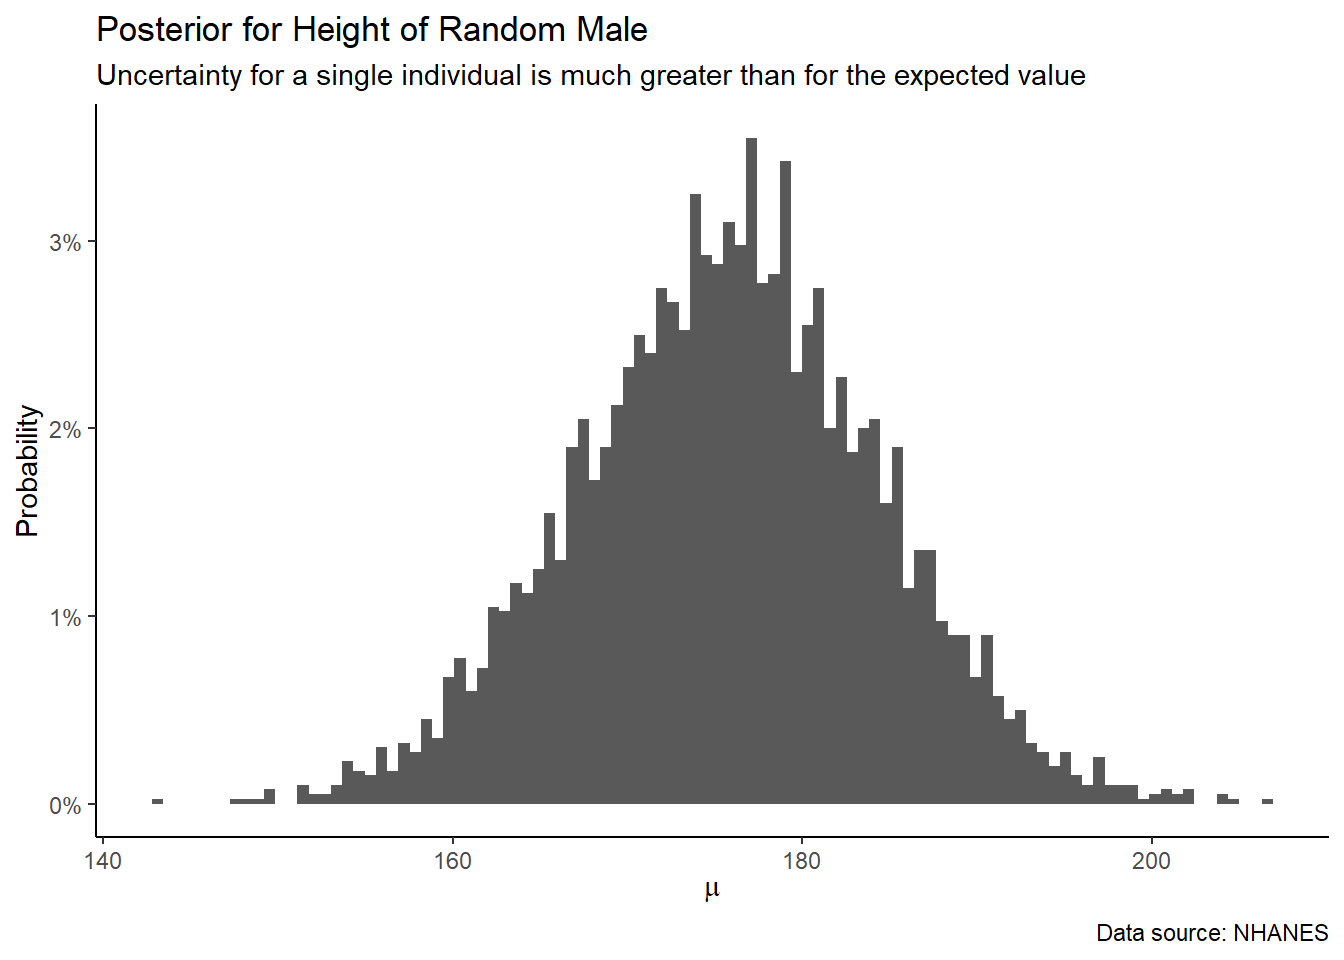 Posterior for Height of Random Male
Uncertainty for a single individual is much greater than for the expected value
Probability
3%
2%
1%
0%
140 160 180 200
μ
Data source: NHANES